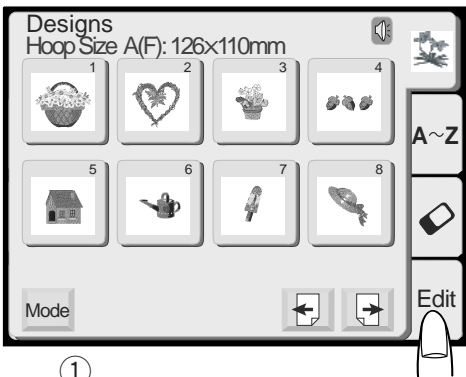 Designs
Hoop Size A(F): 126×110mm
1 2 3 4
A~Z
5 6 7 8
Mode
Edit
①